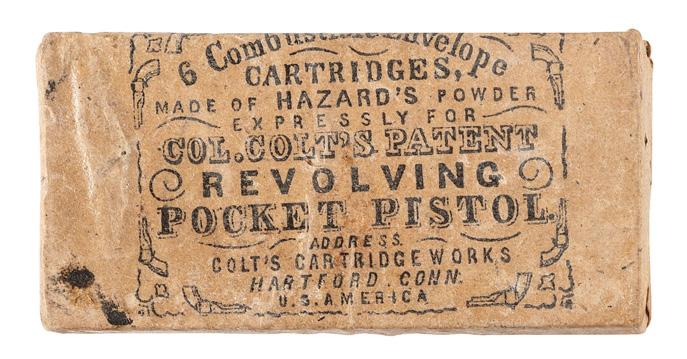 6 Combustible Envelope
CARTRIDGES,
MADE OF HAZARD'S POWDER
EXPRESSLY FOR
COL. COLT'S PATENT
REVOLVING
POCKET PISTOL.
ADDRESS.
COLT'S CARTRIDGE WORKS
HARTFORD. CONN.
U.S. AMERICA